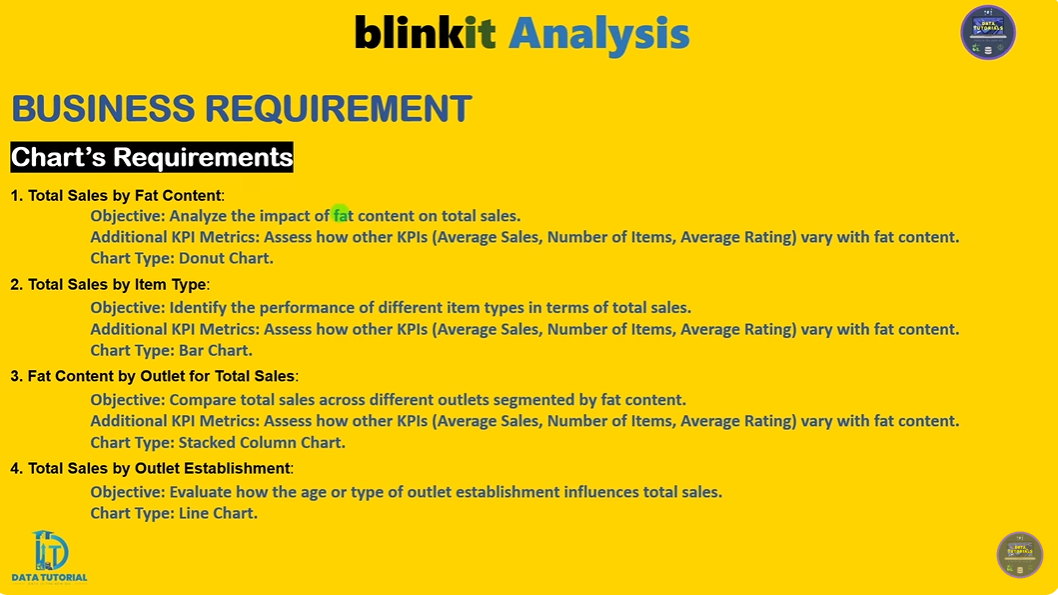 blinkit Analysis
DATA TUTORIALS
BUSINESS REQUIREMENT
Chart's Requirements
1. Total Sales by Fat Content:
Objective: Analyze the impact of fat content on total sales.
Additional KPI Metrics: Assess how other KPIs (Average Sales, Number of Items, Average Rating) vary with fat content.
Chart Type: Donut Chart.
2. Total Sales by Item Type:
Objective: Identify the performance of different item types in terms of total sales.
Additional KPI Metrics: Assess how other KPIs (Average Sales, Number of Items, Average Rating) vary with fat content.
Chart Type: Bar Chart.
3. Fat Content by Outlet for Total Sales:
Objective: Compare total sales across different outlets segmented by fat content.
Additional KPI Metrics: Assess how other KPIs (Average Sales, Number of Items, Average Rating) vary with fat content.
Chart Type: Stacked Column Chart.
4. Total Sales by Outlet Establishment:
Objective: Evaluate how the age or type of outlet establishment influences total sales.
Chart Type: Line Chart.
DATA TUTORIAL
DATA TUTORIALS